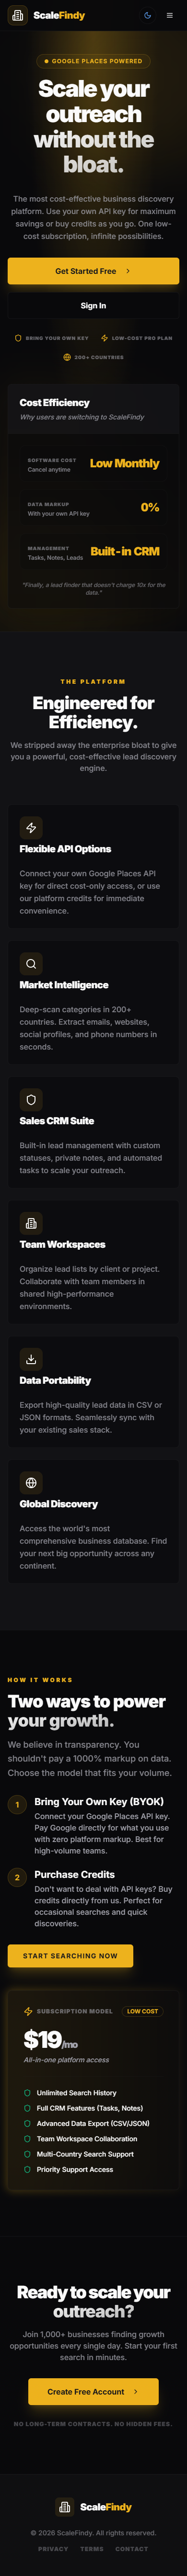 ScaleFindy
GOOGLE PLACES POWERED
Scale your
outreach
without the
bloat.
The most cost-effective business discovery
platform. Use your own API key for maximum
savings or buy credits as you go. One low-
cost subscription, infinite possibilities.
Get Started Free
Sign In
BRING YOUR OWN KEY
LOW-COST PRO PLAN
200+ COUNTRIES
Cost Efficiency
Why users switching to ScaleFindy
SOFTWARE COST
Cancel anytime
Low Monthly
DATA MARKUP
With your own API key
0%
MANAGEMENT
Tasks, Notes, Leads
Built-in CRM
"Finally, a lead finder that doesn't charge 10x for the
data."
THE PLATFORM
Engineered for
Efficiency.
We stripped away the enterprise bloat to give
you a powerful, cost-effective lead discovery
engine.
Flexible API Options
Connect your own Google Places API
key for direct cost-only access, or use
our platform credits for immediate
convenience.
Market Intelligence
Deep-scan categories in 200+
countries. Extract emails, websites,
social profiles, and phone numbers in
seconds.
Sales CRM Suite
Built-in lead management with custom
statuses, private notes, and automated
tasks to scale your outreach.
Team Workspaces
Organize lead lists by client or project.
Collaborate with team members in
shared high-performance
environments.
Data Portability
Export high-quality lead data in CSV or
JSON formats. Seamlessly sync with
your existing sales stack.
Global Discovery
Access the world's most
comprehensive business database. Find
your next big opportunity across any
continent.
HOW IT WORKS
Two ways to power
your growth.
We believe in transparency. You
shouldn't pay a 1000% markup on data.
Choose the model that fits your volume.
1
Bring Your Own Key (BYOK)
Connect your Google Places API key.
Pay Google directly for what you use
with zero platform markup. Best for
high-volume teams.
2
Purchase Credits
Don't want to deal with API keys? Buy
credits directly from us. Perfect for
occasional searches and quick
discoveries.
START SEARCHING NOW
SUBSCRIPTION MODEL
LOW COST
$19/mo
All-in-one platform access
Unlimited Search History
Full CRM Features (Tasks, Notes)
Advanced Data Export (CSV/JSON)
Team Workspace Collaboration
Multi-Country Search Support
Priority Support Access
Ready to scale your
outreach?
Join 1,000+ businesses finding growth
opportunities every single day. Start your first
search in minutes.
Create Free Account
NO LONG-TERM CONTRACTS. NO HIDDEN FEES.
ScaleFindy
© 2026 ScaleFindy. All rights reserved.
PRIVACY
TERMS
CONTACT